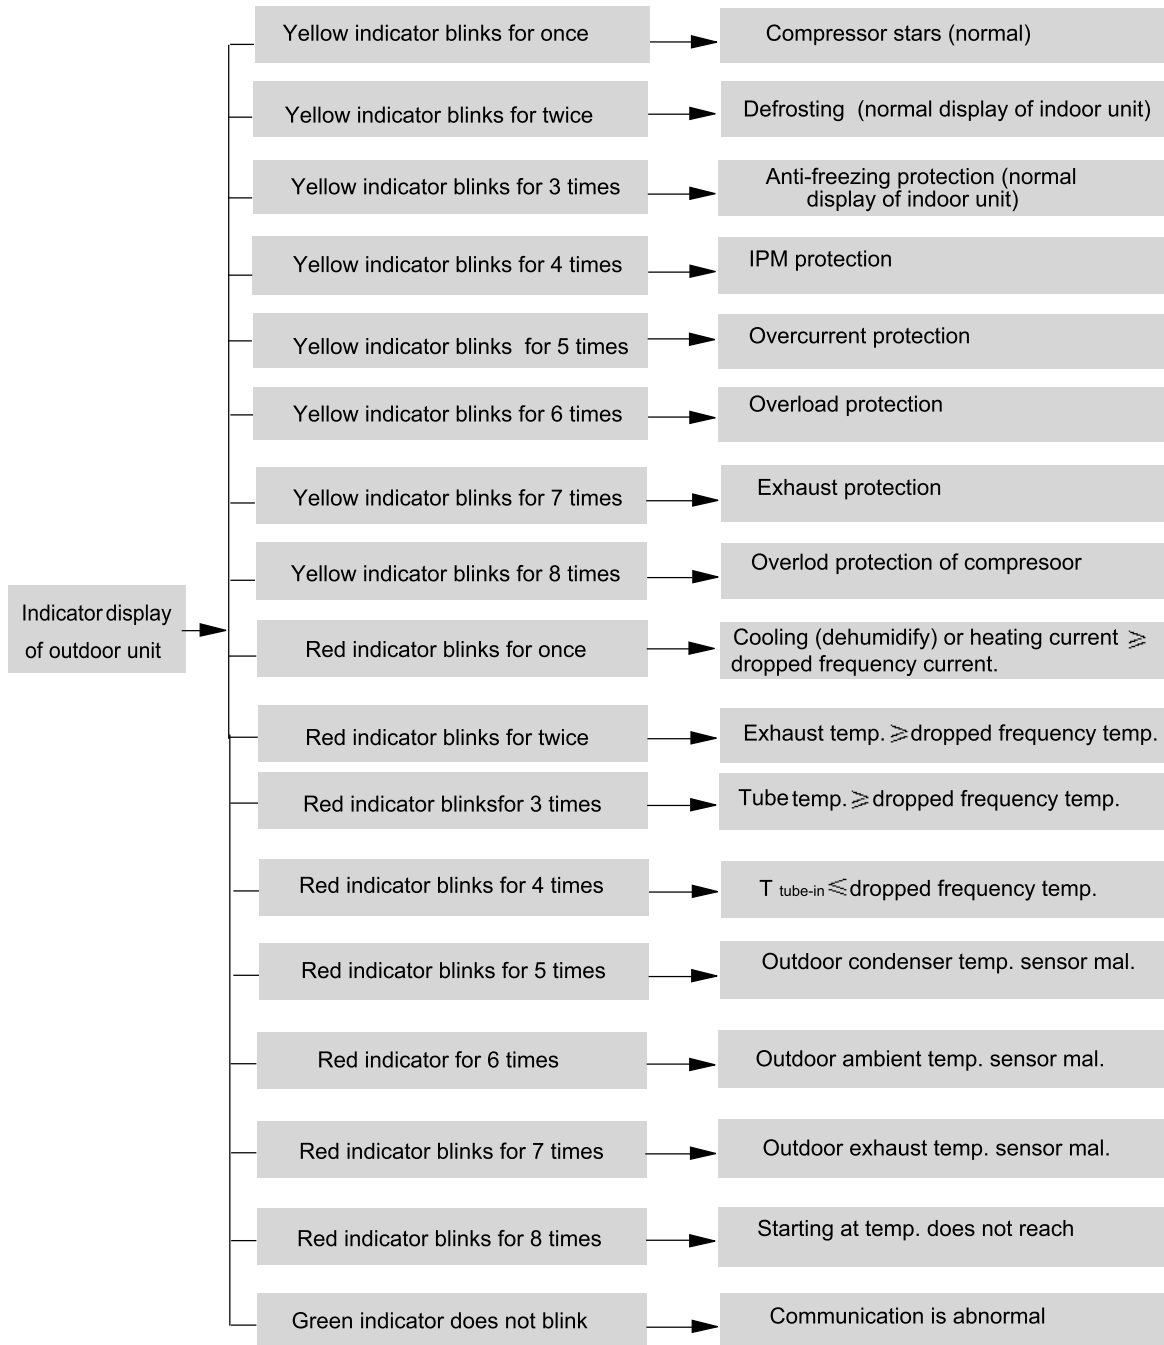 Yellow indicator blinks for once
Compressor stars (normal)
Yellow indicator blinks for twice
Defrosting (normal display of indoor unit)
Yellow indicator blinks for 3 times
Anti-freezing protection (normal
display of indoor unit)
Yellow indicator blinks for 4 times
IPM protection
Yellow indicator blinks for 5 times
Overcurrent protection
Yellow indicator blinks for 6 times
Overload protection
Yellow indicator blinks for 7 times
Exhaust protection
Yellow indicator blinks for 8 times
Overlod protection of compresoor
Indicator display
of outdoor unit
Red indicator blinks for once
Cooling (dehumidify) or heating current ⩾
dropped frequency current.
Red indicator blinks for twice
Exhaust temp. ⩾dropped frequency temp.
Red indicator blinksfor 3 times
Tube temp. ⩾dropped frequency temp.
Red indicator blinks for 4 times
T tube-in ⩽dropped frequency temp.
Red indicator blinks for 5 times
Outdoor condenser temp. sensor mal.
Red indicator for 6 times
Outdoor ambient temp. sensor mal.
Red indicator blinks for 7 times
Outdoor exhaust temp. sensor mal.
Red indicator blinks for 8 times
Starting at temp. does not reach
Green indicator does not blink
Communication is abnormal